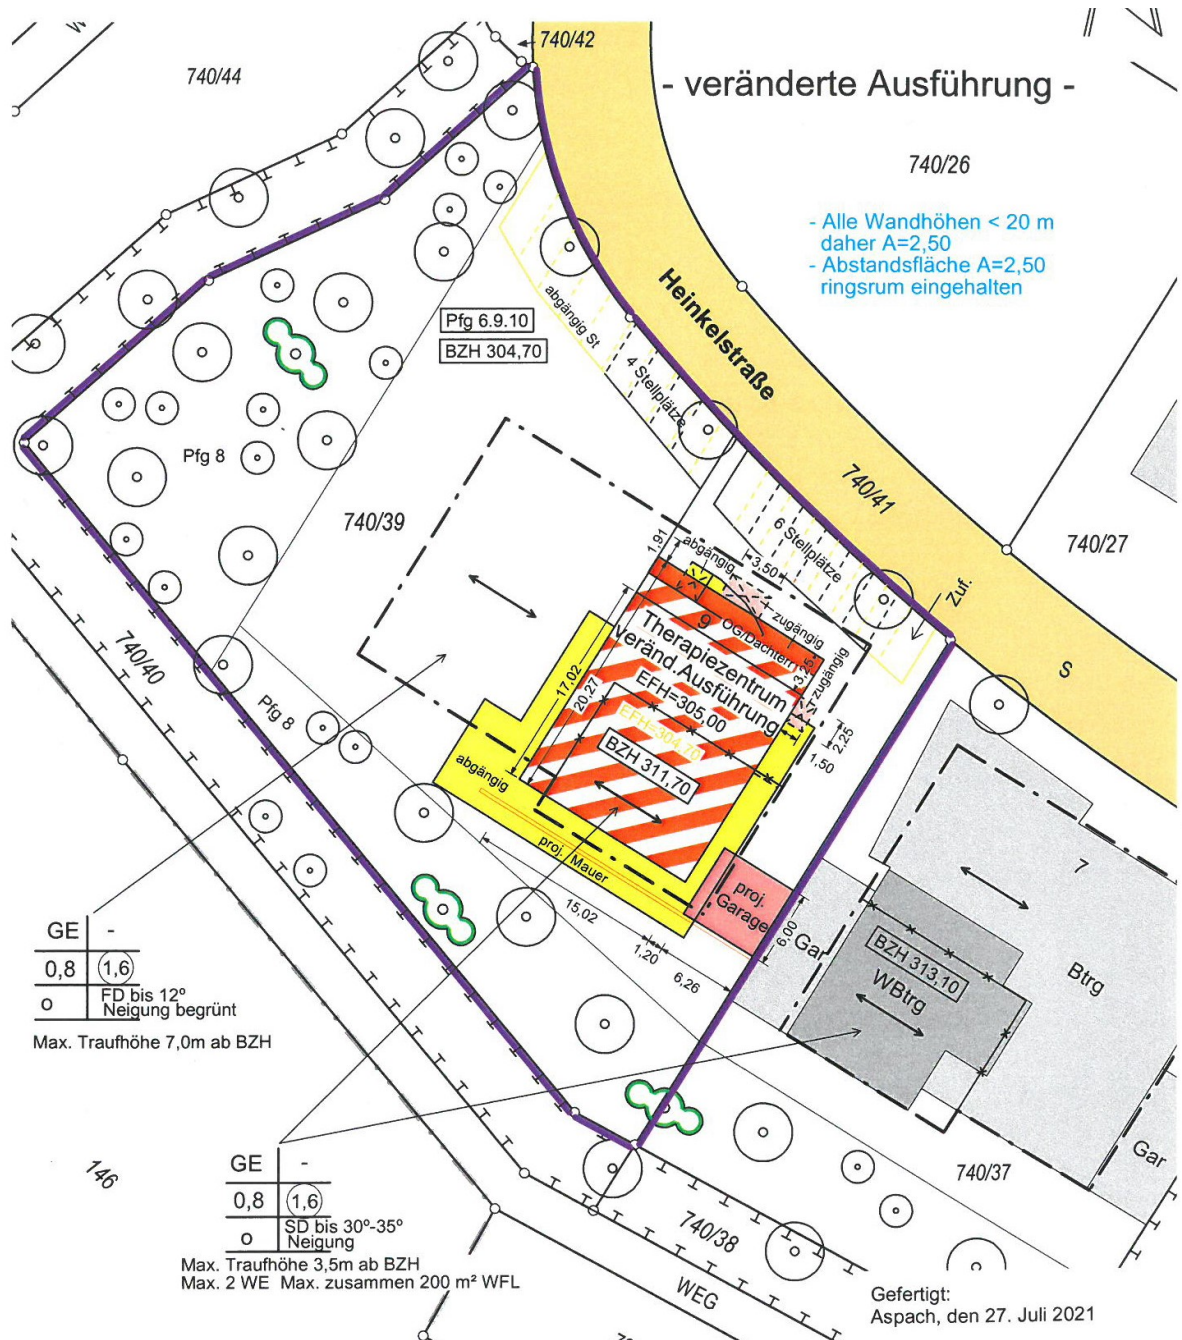 740/42
740/44
W
- veränderte Ausführung -
740/26
- Alle Wandhöhen < 20 m
daher A=2,50
- Abstandsfläche A=2,50
ringsrum eingehalten
Heinkelstraße
abgängig St
4 Stellplätze
Pfg 6.9.10
BZH 304,70
Pfg 8
740/39
740/41
6 Stellplätze
740/27
Zuf.
S
1,91
abgängig
3,50
zugängig
zugängig
9
OG/Dachterr
3,25
Therapiezentrum
veränd.Ausführung
EFH=305,00
EFH=304,70
BZH 311,70
17,02
20,27
2,25
1,50
740/40
Pfg 8
abgängig
proj. Mauer
proj.
Garage
15,02
1,20
6,26
6,00
Gar
BZH 313,10
WBtrg
7
Btrg
Gar
GE -
0,8 1,6
o FD bis 12º
Neigung begrünt
Max. Traufhöhe 7,0m ab BZH
146
GE -
0,8 1,6
o SD bis 30º-35º
Neigung
Max. Traufhöhe 3,5m ab BZH
Max. 2 WE Max. zusammen 200 m² WFL
740/37
740/38
WEG
Gefertigt:
Aspach, den 27. Juli 2021